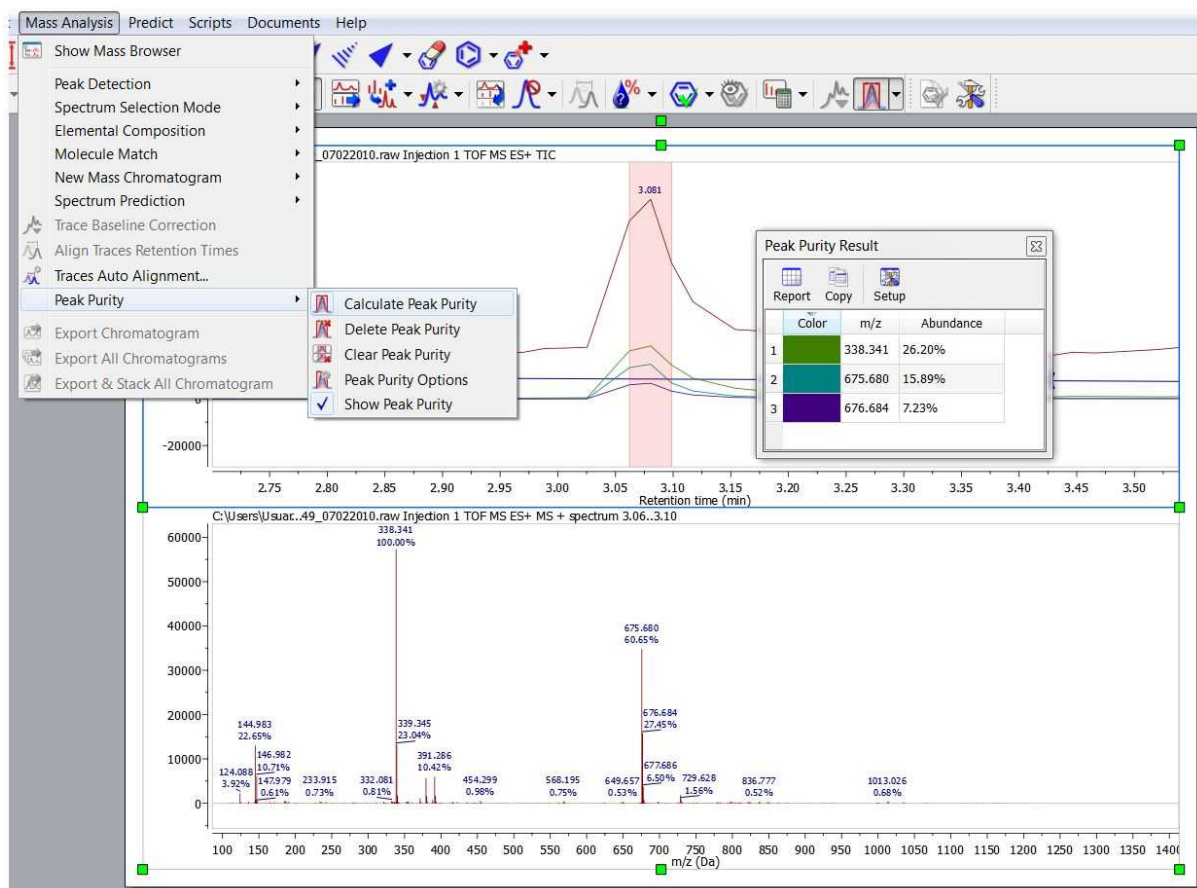 Mass Analysis Predict Scripts Documents Help
Show Mass Browser
Peak Detection
Spectrum Selection Mode
Elemental Composition
Molecule Match
New Mass Chromatogram
Spectrum Prediction
Trace Baseline Correction
Align Traces Retention Times
Traces Auto Alignment...
Peak Purity
Export Chromatogram
Export All Chromatograms
Export & Stack All Chromatogram
Calculate Peak Purity
Delete Peak Purity
Clear Peak Purity
Peak Purity Options
Show Peak Purity
_07022010.raw Injection 1 TOF MS ES+ TIC
3.081
Peak Purity Result
Report Copy Setup
Color m/z Abundance
1 338.341 26.20%
2 675.680 15.89%
3 676.684 7.23%
0
-20000
2.75 2.80 2.85 2.90 2.95 3.00 3.05 3.10 3.15 3.20 3.25 3.30 3.35 3.40 3.45 3.50
Retention time (min)
C:\Users\Usuar...49_07022010.raw Injection 1 TOF MS ES+ MS + spectrum 3.06..3.10
60000
50000
40000
30000
20000
10000
0
338.341
100.00%
675.680
60.65%
676.684
27.45%
144.983
22.65%
339.345
23.04%
146.982
10.71%
391.286
10.42%
677.686
6.50%
124.088
3.92%
147.979
0.61%
233.915
0.73%
332.081
0.81%
454.299
0.98%
568.195
0.75%
649.657
0.53%
729.628
1.56%
836.777
0.52%
1013.026
0.68%
100 150 200 250 300 350 400 450 500 550 600 650 700 750 800 850 900 950 1000 1050 1100 1150 1200 1250 1300 1350
m/z (Da)